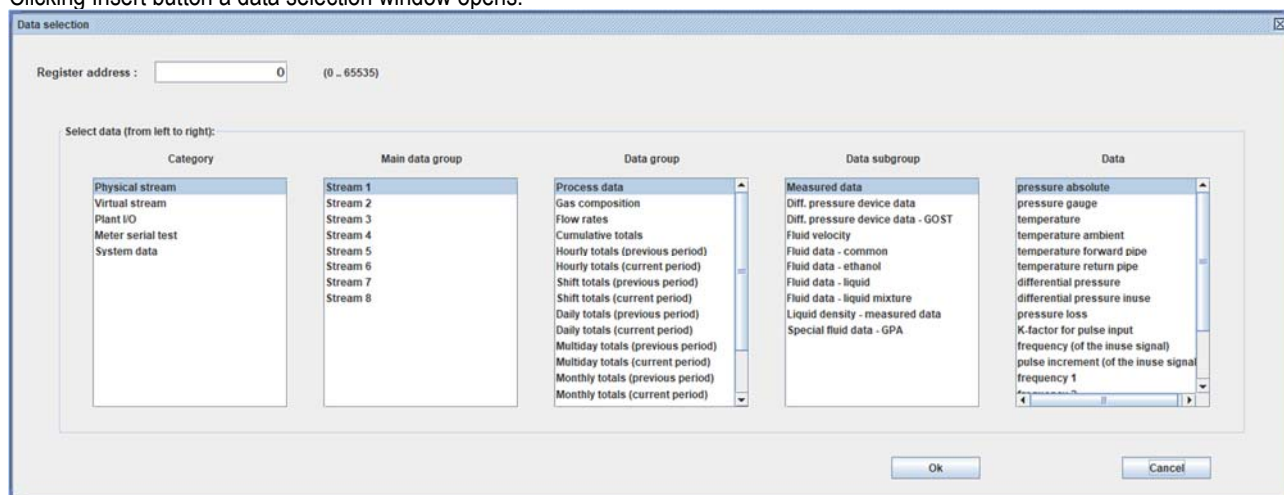 Clicking insert button a data selection window opens.
Data selection
Register address :
0
(0 .. 65535)
Select data (from left to right):
Category
Physical stream
Virtual stream
Plant I/O
Meter serial test
System data
Main data group
Stream 1
Stream 2
Stream 3
Stream 4
Stream 5
Stream 6
Stream 7
Stream 8
Data group
Process data
Gas composition
Flow rates
Cumulative totals
Hourly totals (previous period)
Hourly totals (current period)
Shift totals (previous period)
Shift totals (current period)
Daily totals (previous period)
Daily totals (current period)
Multiday totals (previous period)
Multiday totals (current period)
Monthly totals (previous period)
Monthly totals (current period)
Data subgroup
Measured data
Diff. pressure device data
Diff. pressure device data - GOST
Fluid velocity
Fluid data - common
Fluid data - ethanol
Fluid data - liquid
Fluid data - liquid mixture
Liquid density - measured data
Special fluid data - GPA
Data
pressure absolute
pressure gauge
temperature
temperature ambient
temperature forward pipe
temperature return pipe
differential pressure
differential pressure inuse
pressure loss
K-factor for pulse input
frequency (of the inuse signal)
pulse increment (of the inuse signal
frequency 1
Ok
Cancel